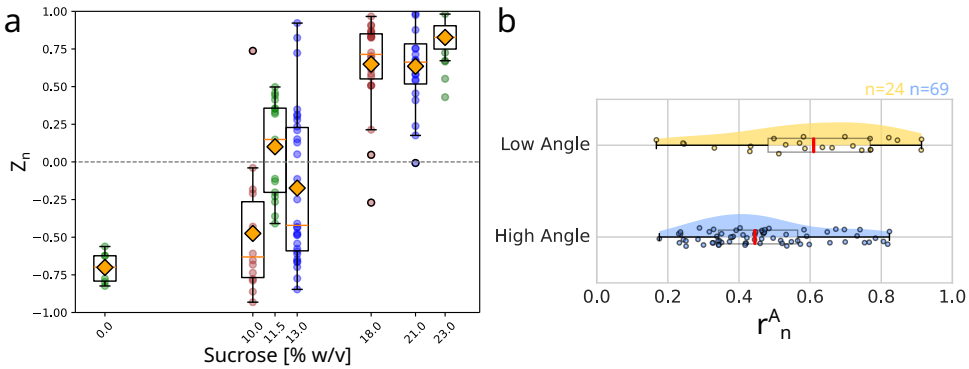 a
1.00
0.75
0.50
0.25
0.00
−0.25
−0.50
−0.75
−1.00
Zn
0.0
10.0
11.5
13.0
18.0
21.0
23.0
Sucrose [% w/v]
b
n=24 n=69
Low Angle
High Angle
0.0 0.2 0.4 0.6 0.8 1.0
rAn